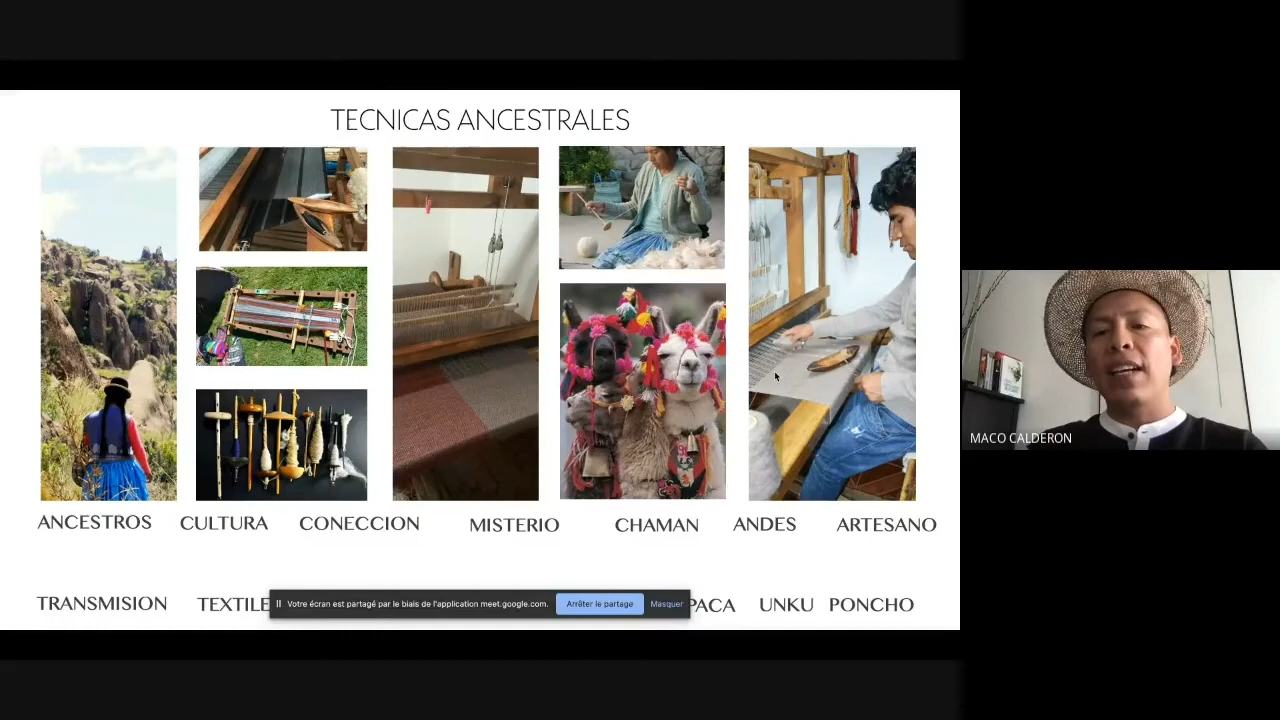 TECNICAS ANCESTRALES
ANCESTROS CULTURA CONECCION MISTERIO CHAMAN ANDES ARTESANO
TRANSMISION TEXTILE PACA UNKU PONCHO
Votre écran est partagé par le biais de l'application meet.google.com. Arrêter le partage Masquer
MACO CALDERON